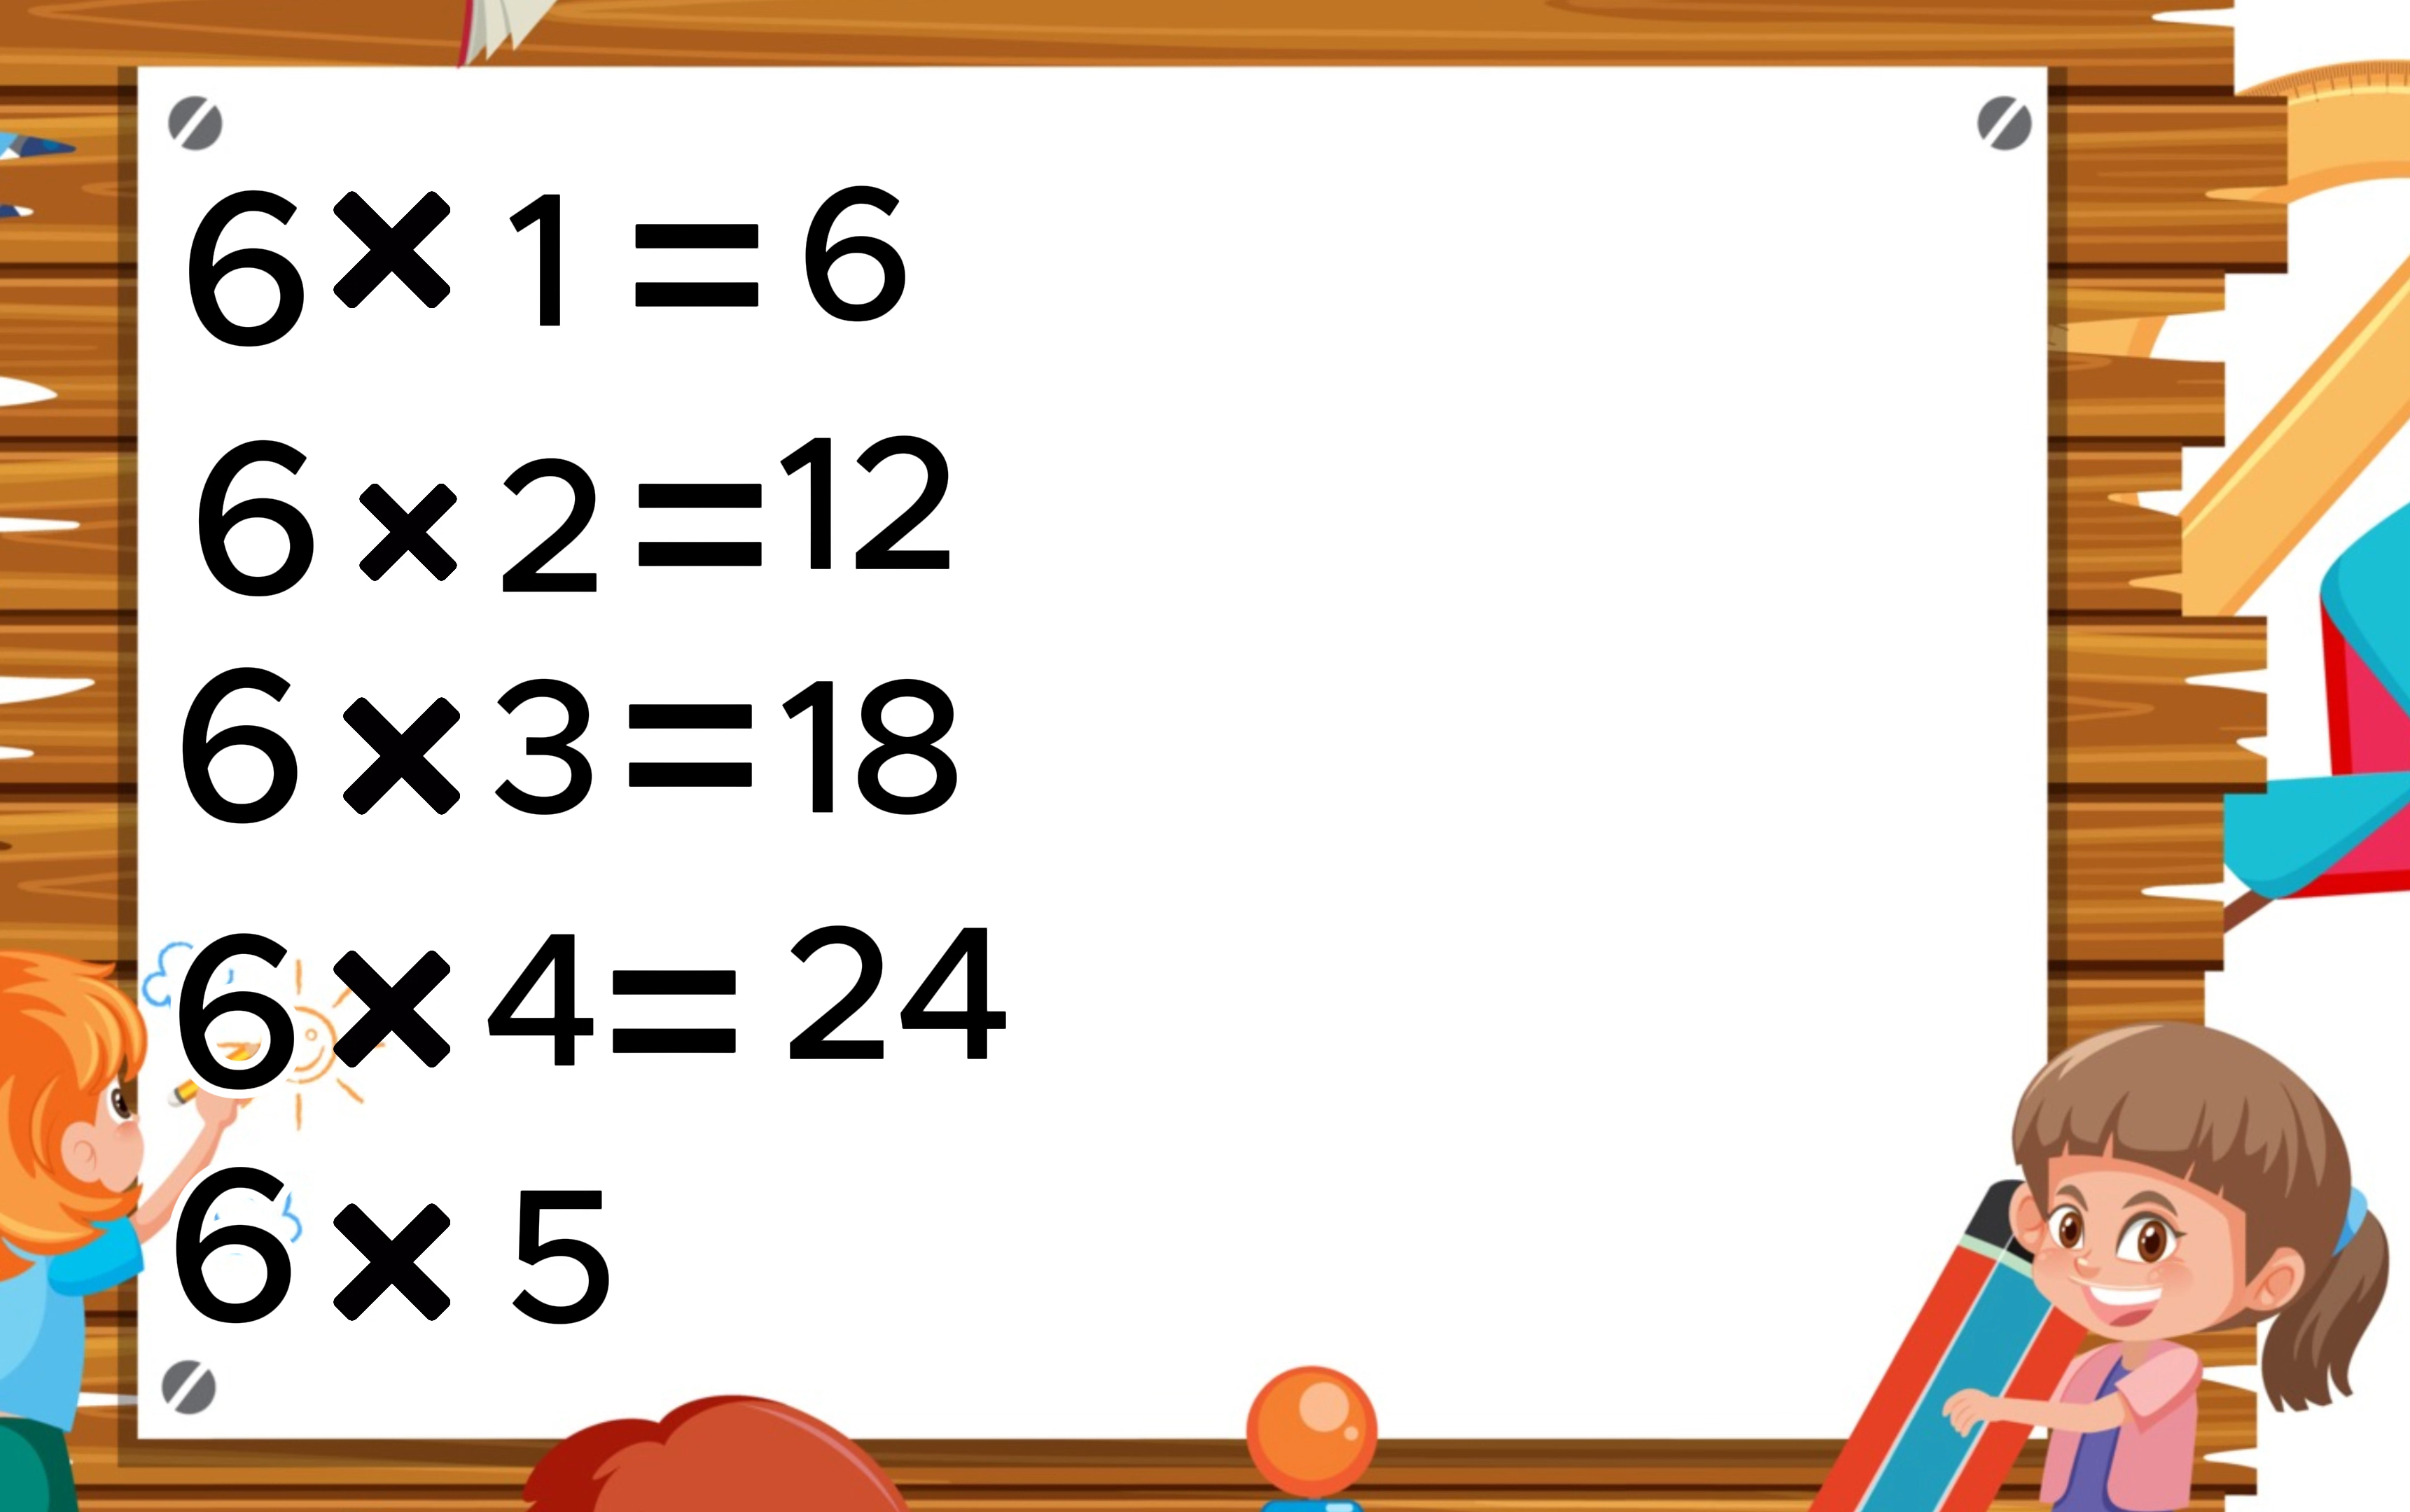 6 × 1 = 6
6 × 2 = 12
6 × 3 = 18
6 × 4 = 24
6 × 5